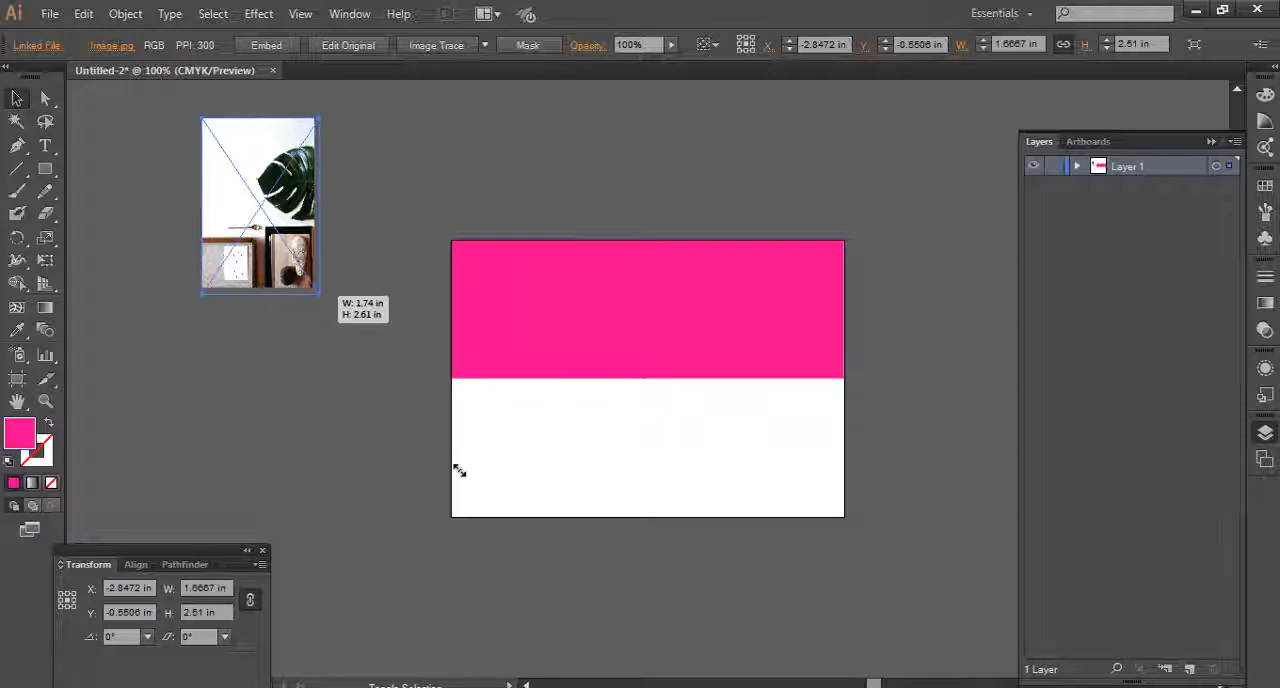 Ai File Edit Object Type Select Effect View Window Help Essentials
Linked File Image.jpg RGB PPI: 300 Embed Edit Original Image Trace Mask Opacity: 100% X: -2.8472 in Y: -0.5506 in W: 1.6667 in H: 2.51 in
Untitled-2* @ 100% (CMYK/Preview) ×
Layers Artboards
Layer 1
W: 1.74 in
H: 2.61 in
Transform Align Pathfinder
X: -2.8472 in W: 1.6667 in
Y: -0.5506 in H: 2.51 in
0° 0°
1 Layer
Toggle Selection